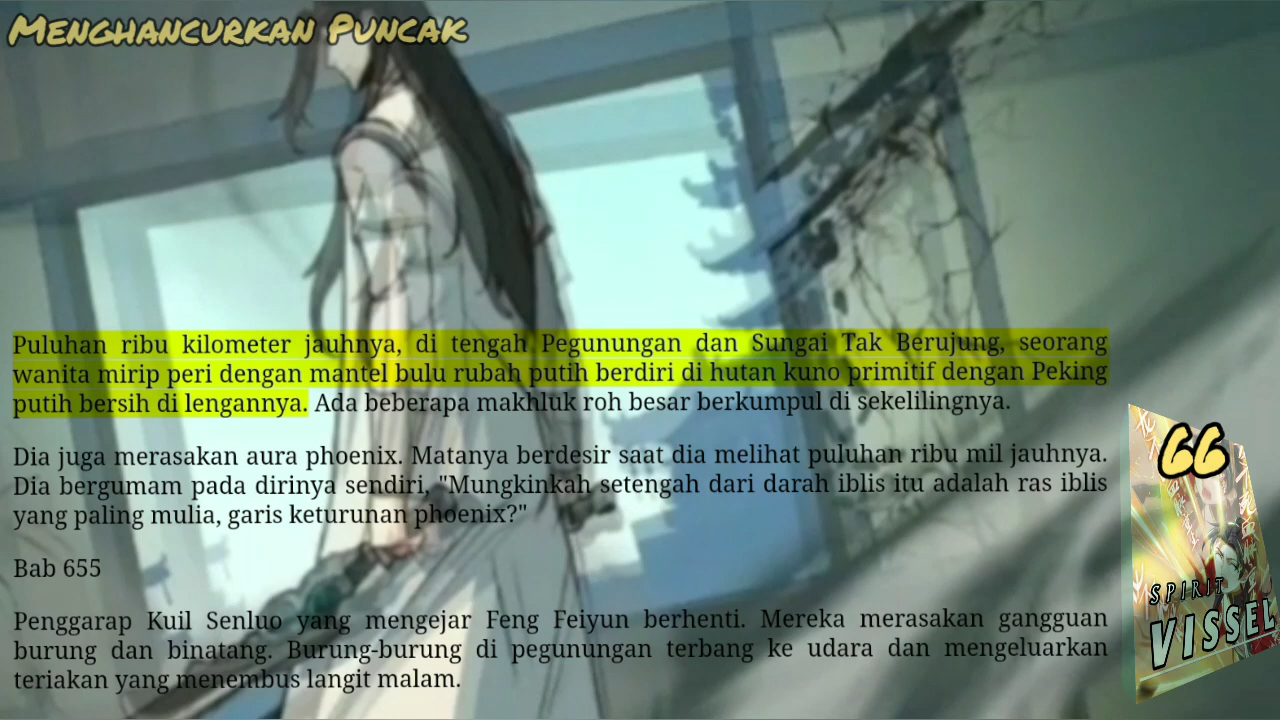 Menghancurkan Puncak
Puluhan ribu kilometer jauhnya, di tengah Pegunungan dan Sungai Tak Berujung, seorang
wanita mirip peri dengan mantel bulu rubah putih berdiri di hutan kuno primitif dengan Peking
putih bersih di lengannya. Ada beberapa makhluk roh besar berkumpul di sekelilingnya.
Dia juga merasakan aura phoenix. Matanya berdesir saat dia melihat puluhan ribu mil jauhnya.
Dia bergumam pada dirinya sendiri, "Mungkinkah setengah dari darah iblis itu adalah ras iblis
yang paling mulia, garis keturunan phoenix?"
Bab 655
Penggarap Kuil Senluo yang mengejar Feng Feiyun berhenti. Mereka merasakan gangguan
burung dan binatang. Burung-burung di pegunungan terbang ke udara dan mengeluarkan
teriakan yang menembus langit malam.
66
SPIRIT
VISSEL